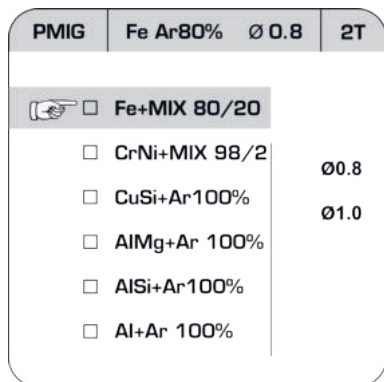 PMIG Fe Ar80% Ø 0.8 2T
Fe+MIX 80/20
CrNi+MIX 98/2
Ø0.8
CuSi+Ar100%
Ø1.0
AlMg+Ar 100%
AlSi+Ar100%
Al+Ar 100%